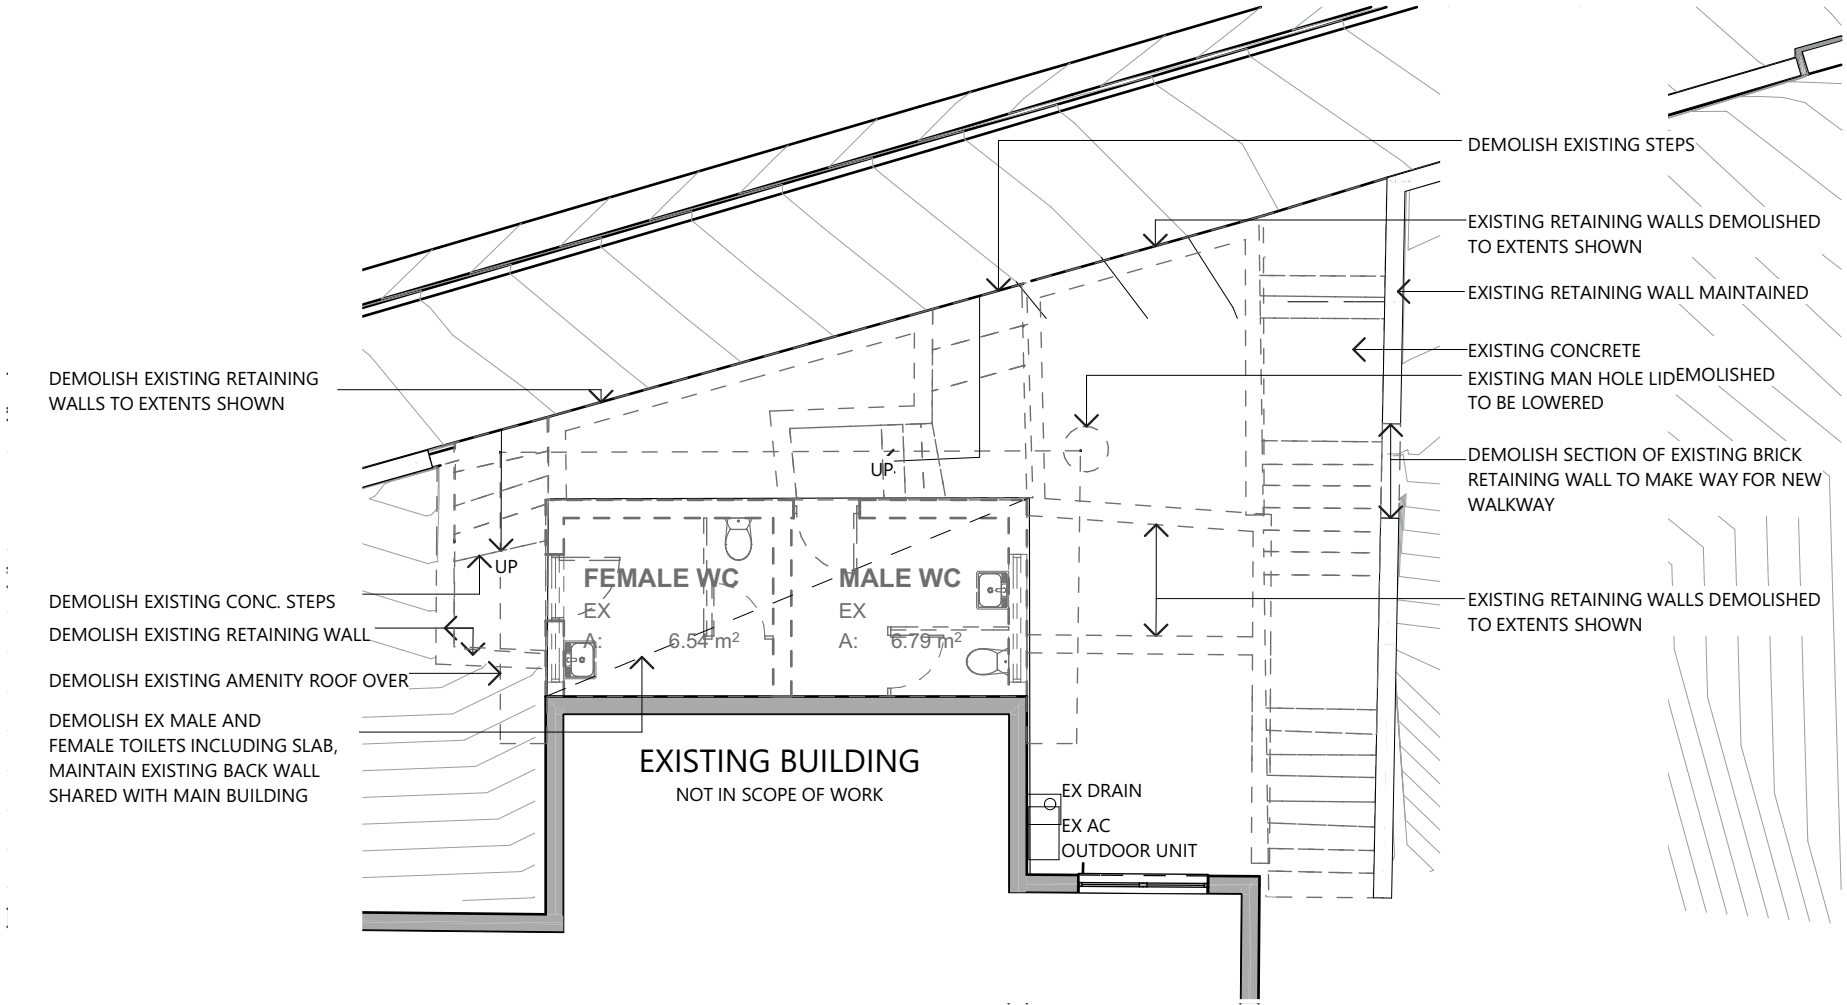 DEMOLISH EXISTING STEPS
EXISTING RETAINING WALLS DEMOLISHED
TO EXTENTS SHOWN
EXISTING RETAINING WALL MAINTAINED
EXISTING CONCRETE
EMOLISHED
EXISTING MAN HOLE LID
TO BE LOWERED
DEMOLISH SECTION OF EXISTING BRICK
RETAINING WALL TO MAKE WAY FOR NEW
WALKWAY
EXISTING RETAINING WALLS DEMOLISHED
TO EXTENTS SHOWN
DEMOLISH EXISTING RETAINING
WALLS TO EXTENTS SHOWN
UP
UP
DEMOLISH EXISTING CONC. STEPS
DEMOLISH EXISTING RETAINING WALL
DEMOLISH EXISTING AMENITY ROOF OVER
DEMOLISH EX MALE AND
FEMALE TOILETS INCLUDING SLAB,
MAINTAIN EXISTING BACK WALL
SHARED WITH MAIN BUILDING
FEMALE WC
EX
A: 6.54 m²
MALE WC
EX
A: 6.79 m²
EXISTING BUILDING
NOT IN SCOPE OF WORK
EX DRAIN
EX AC
OUTDOOR UNIT